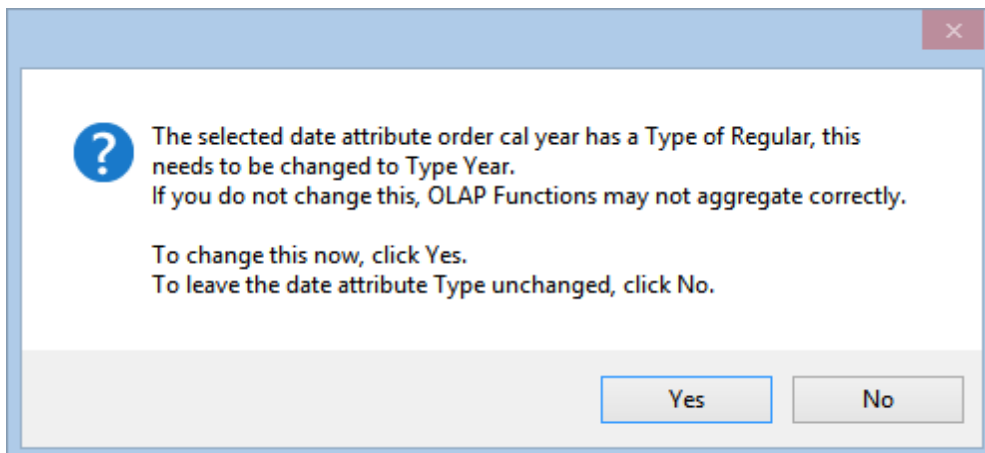 The selected date attribute order cal year has a Type of Regular, this
needs to be changed to Type Year.
If you do not change this, OLAP Functions may not aggregate correctly.
To change this now, click Yes.
To leave the date attribute Type unchanged, click No.
Yes No